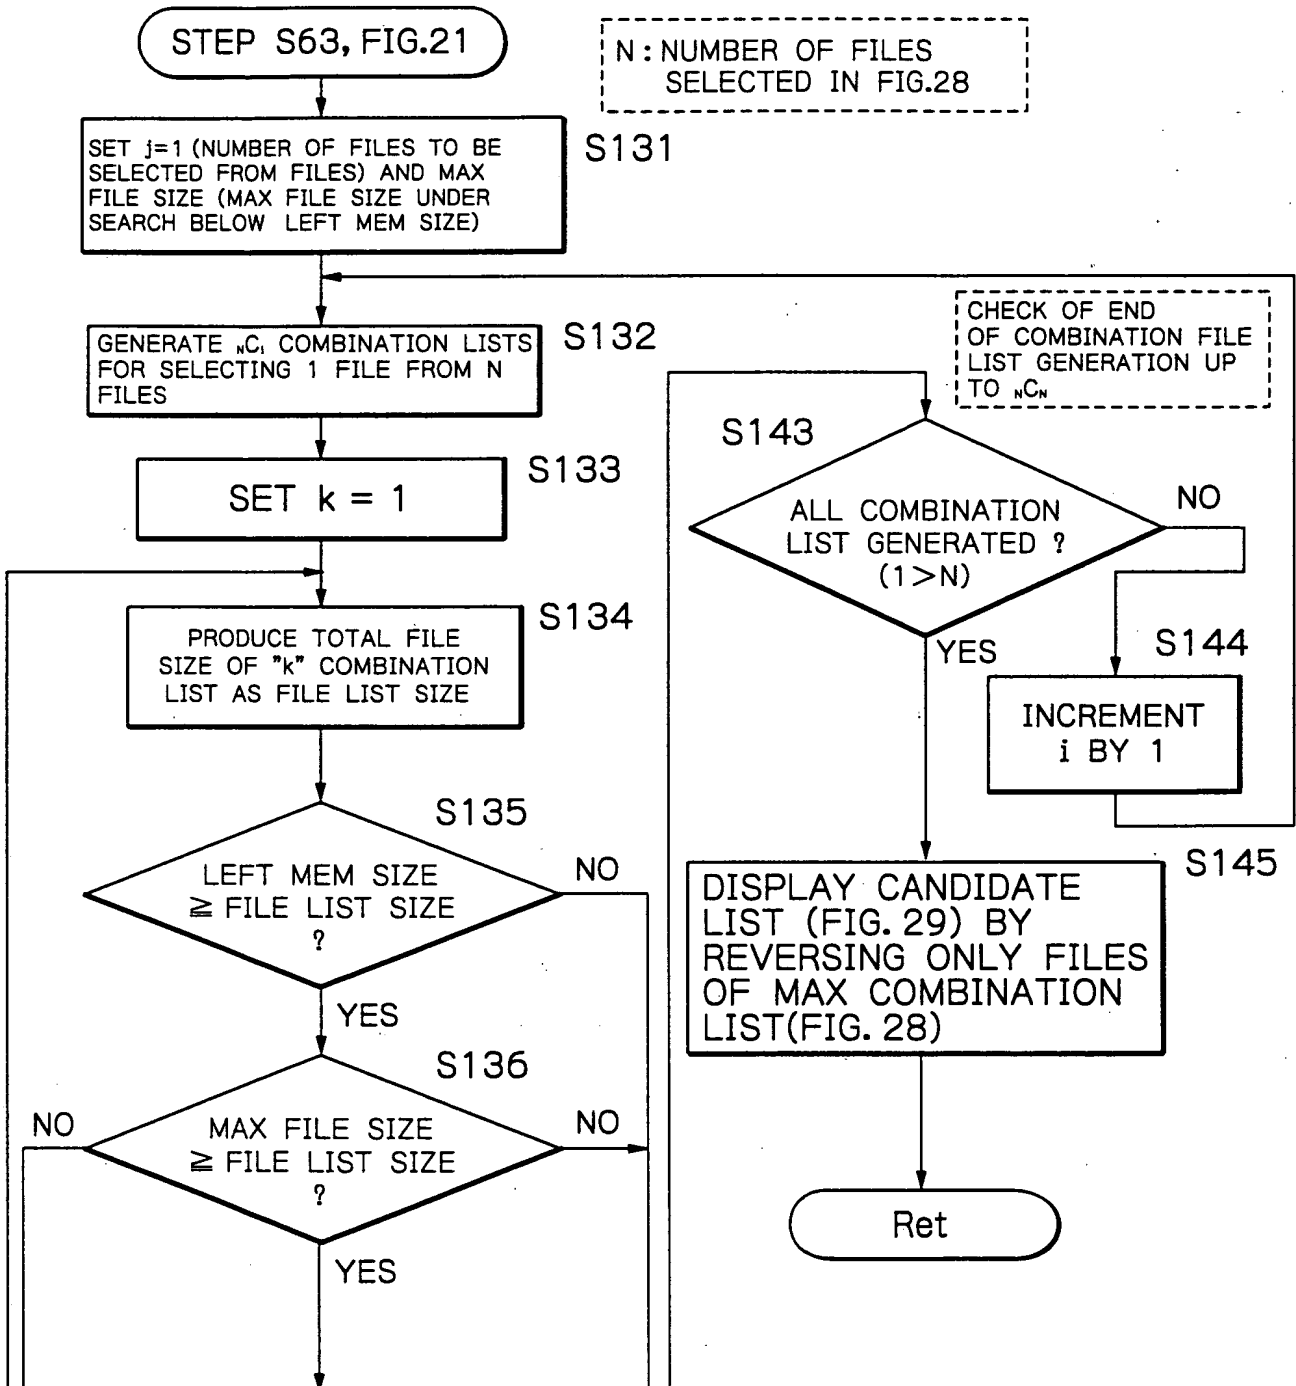 STEP S63, FIG.21
N : NUMBER OF FILES
SELECTED IN FIG.28
S131
SET j=1 (NUMBER OF FILES TO BE
SELECTED FROM FILES) AND MAX
FILE SIZE (MAX FILE SIZE UNDER
SEARCH BELOW LEFT MEM SIZE)
S132
GENERATE NC1 COMBINATION LISTS
FOR SELECTING 1 FILE FROM N
FILES
S133
SET k = 1
S134
PRODUCE TOTAL FILE
SIZE OF "k" COMBINATION
LIST AS FILE LIST SIZE
S135
LEFT MEM SIZE
≧ FILE LIST SIZE
?
NO
YES
S136
MAX FILE SIZE
≧ FILE LIST SIZE
?
NO
NO
YES
CHECK OF END
OF COMBINATION FILE
LIST GENERATION UP
TO NCN
S143
ALL COMBINATION
LIST GENERATED ?
(1>N)
NO
YES
S144
INCREMENT
i BY 1
S145
DISPLAY CANDIDATE
LIST (FIG. 29) BY
REVERSING ONLY FILES
OF MAX COMBINATION
LIST(FIG. 28)
Ret